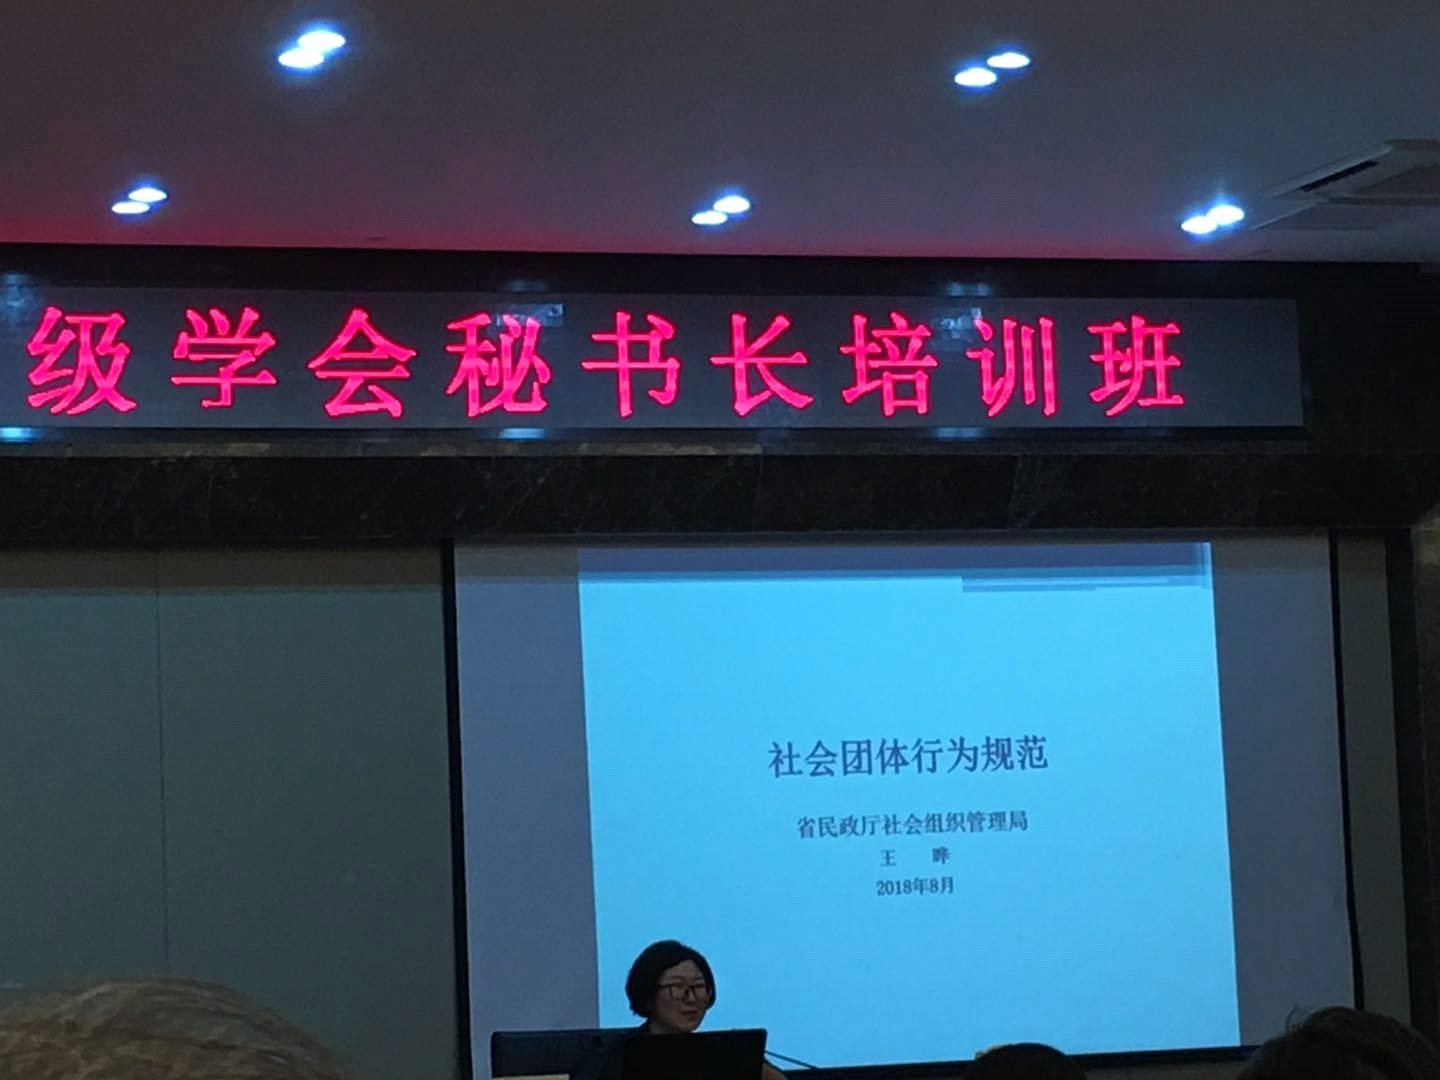 级学会秘书长培训班
社会团体行为规范
省民政厅社会组织管理局
王 晔
2018年8月